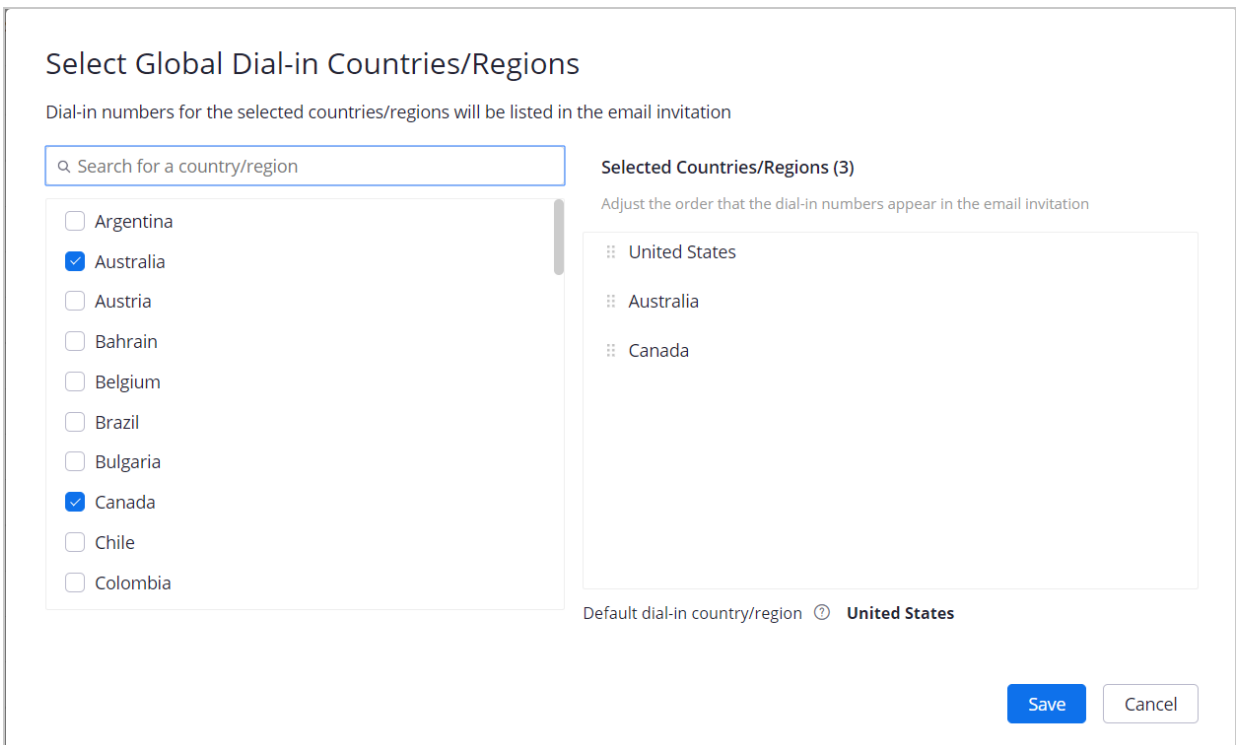 Select Global Dial-in Countries/Regions
Dial-in numbers for the selected countries/regions will be listed in the email invitation
Search for a country/region
Argentina
Australia
Austria
Bahrain
Belgium
Brazil
Bulgaria
Canada
Chile
Colombia
Selected Countries/Regions (3)
Adjust the order that the dial-in numbers appear in the email invitation
United States
Australia
Canada
Default dial-in country/region ? United States
Save
Cancel